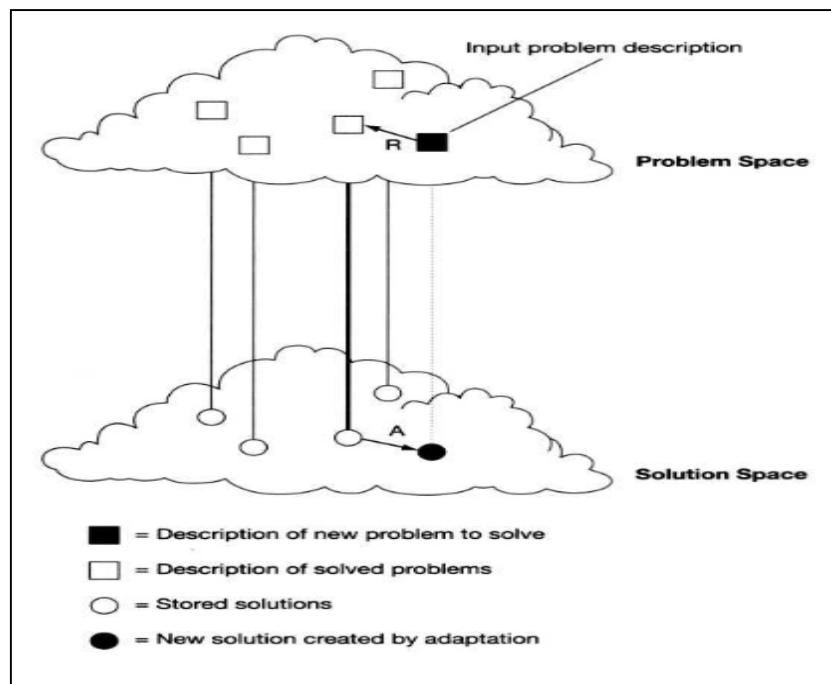 Input problem description
R
Problem Space
A
Solution Space
= Description of new problem to solve
= Description of solved problems
= Stored solutions
= New solution created by adaptation